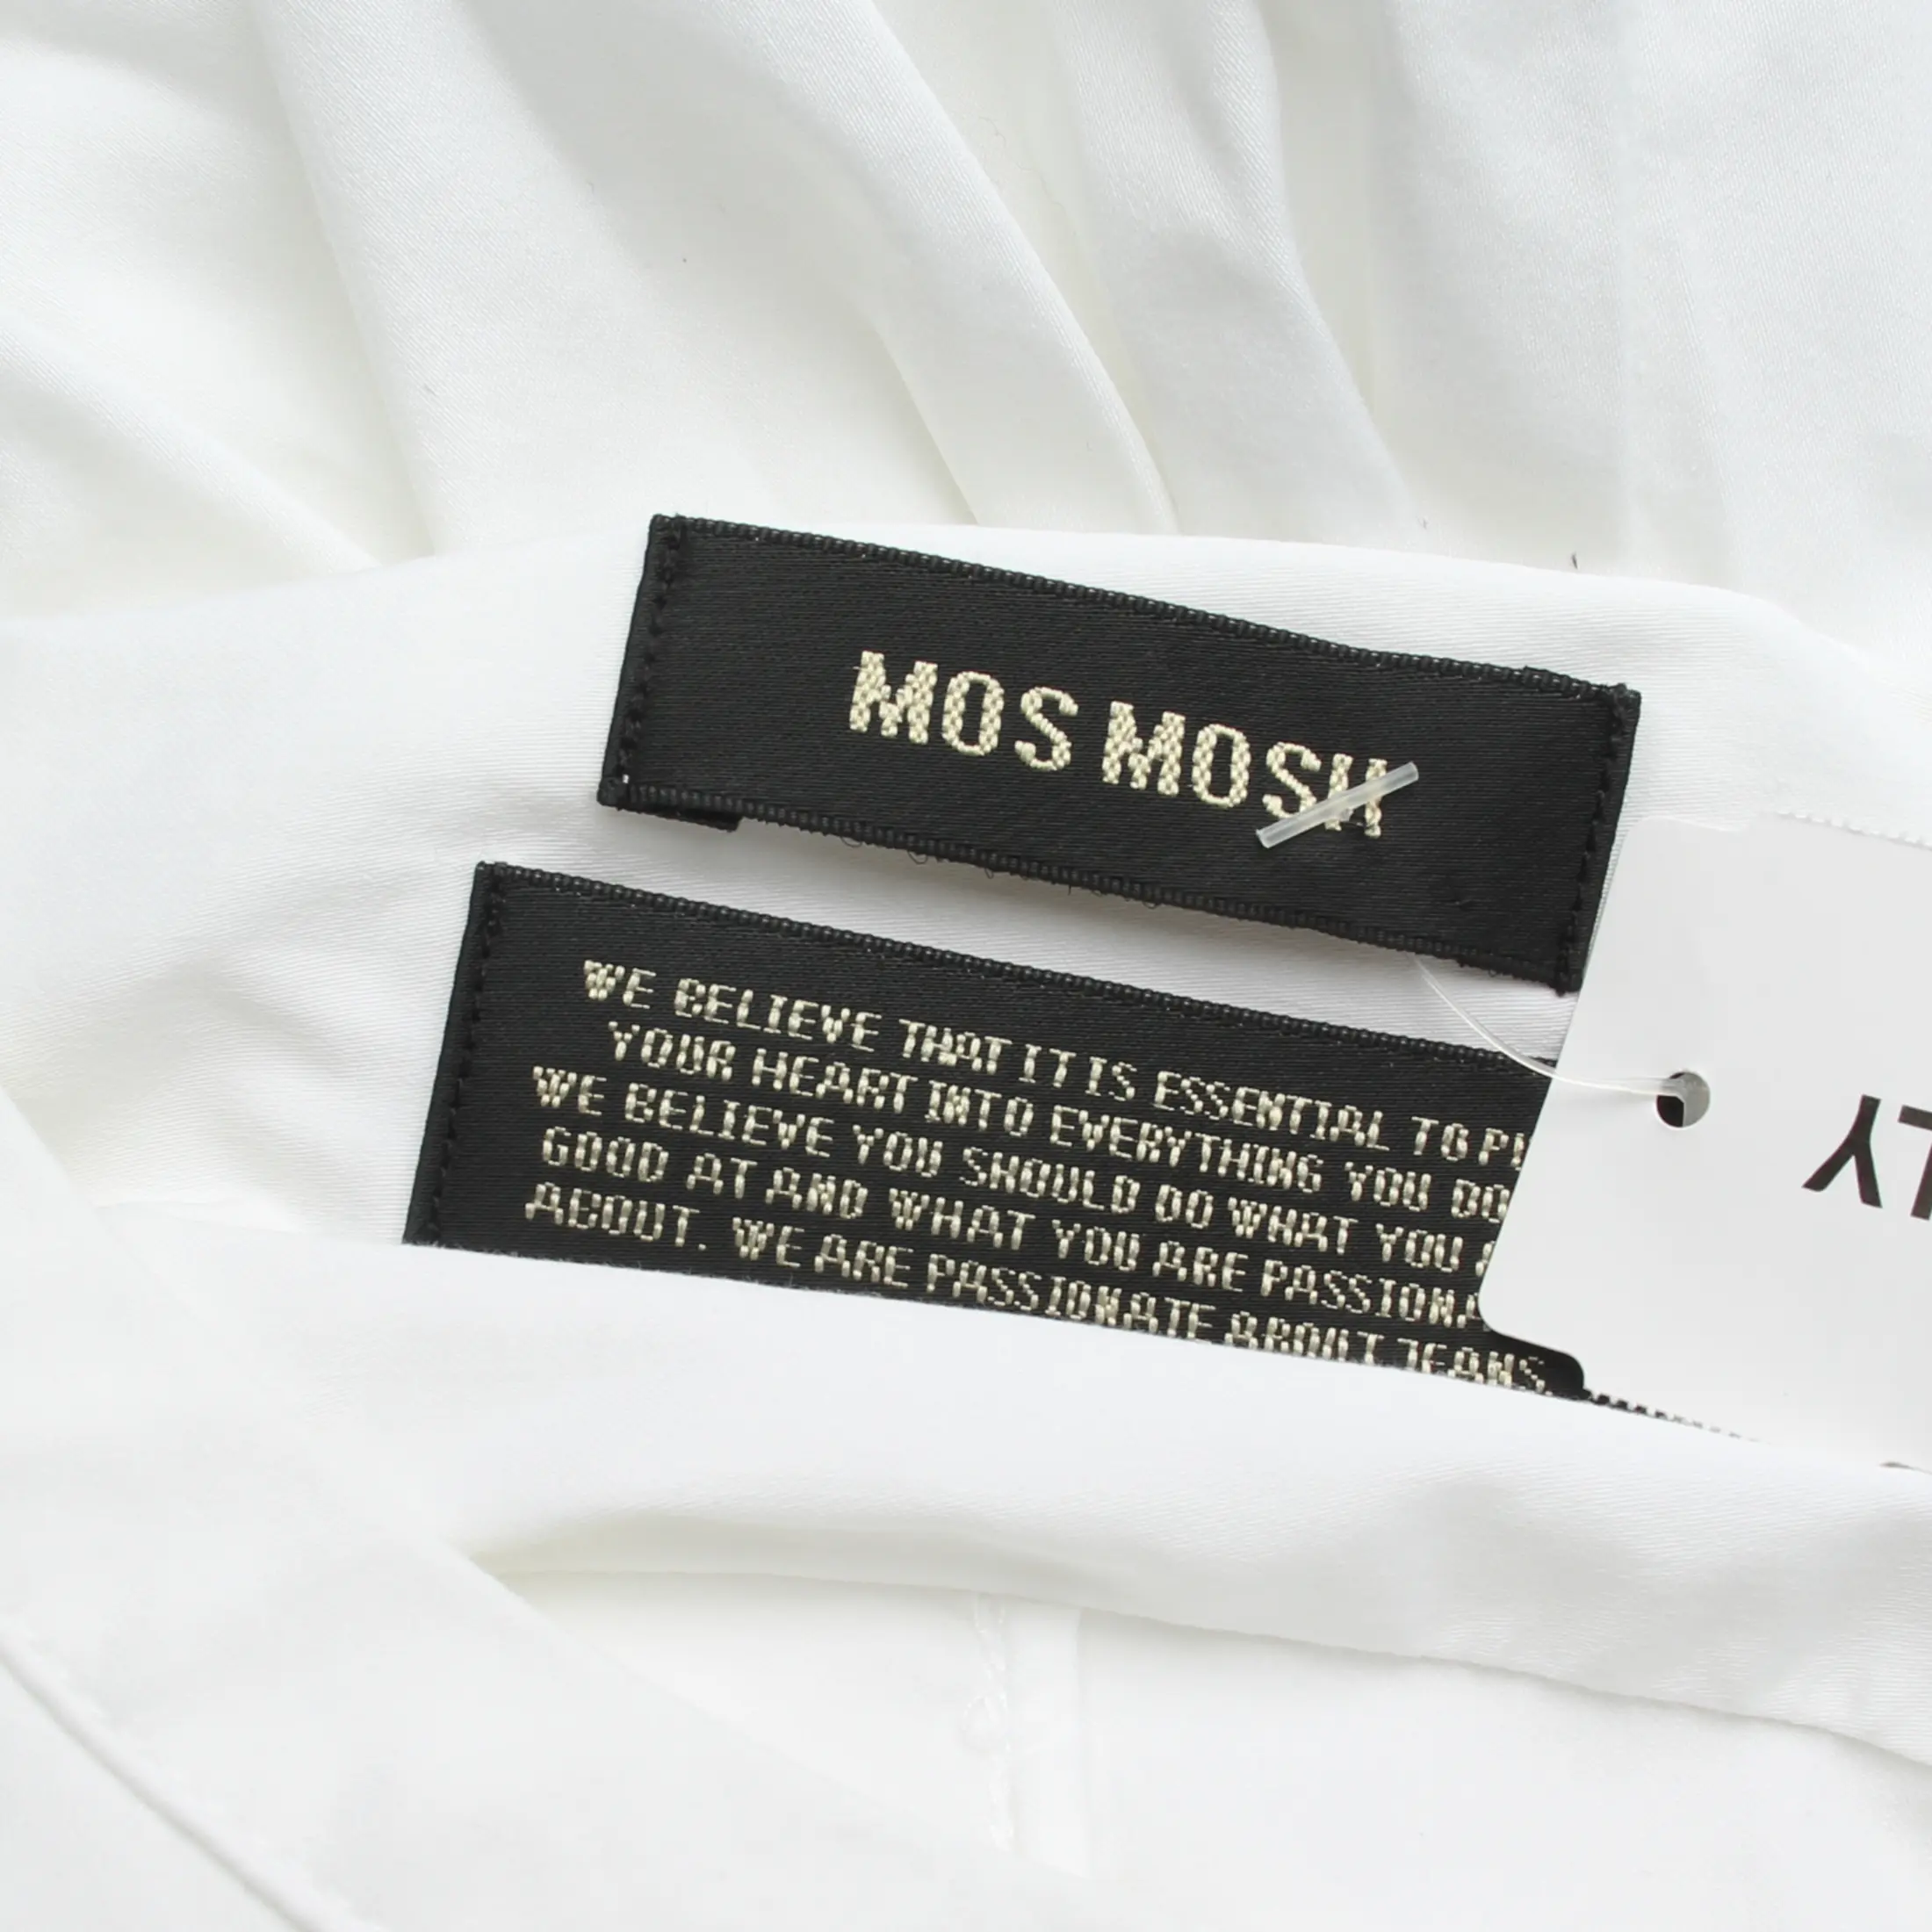 MOS MOSH
WE BELIEVE THAT IT IS ESSENTIAL TO
YOUR HEART INTO EVERYTHING YOU DO
WE BELIEVE YOU SHOULD DO WHAT YOU
GOOD AT AND WHAT YOU ARE
ABOUT. WE ARE PASSIONATE ABOUT JEANS.